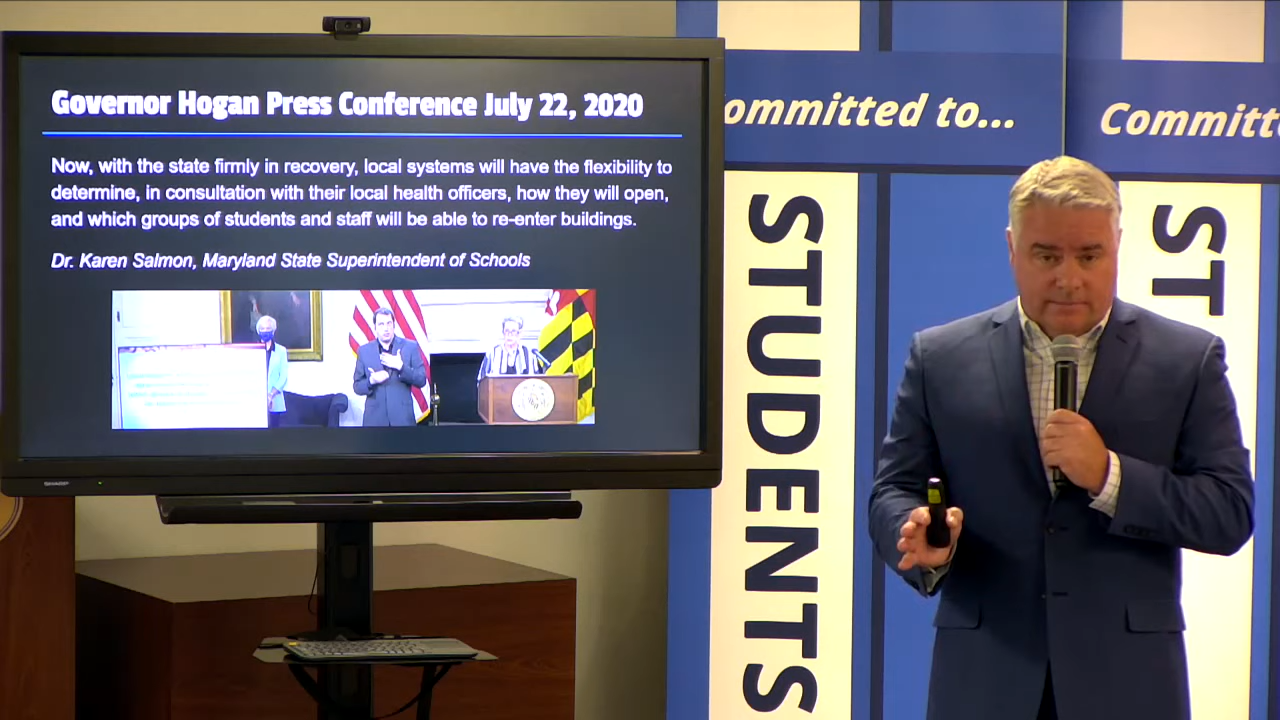 Governor Hogan Press Conference July 22, 2020
Now, with the state firmly in recovery, local systems will have the flexibility to
determine, in consultation with their local health officers, how they will open,
and which groups of students and staff will be able to re-enter buildings.
Dr. Karen Salmon, Maryland State Superintendent of Schools
SHARP
ommitted to...
Committ
STUDENTS
ST